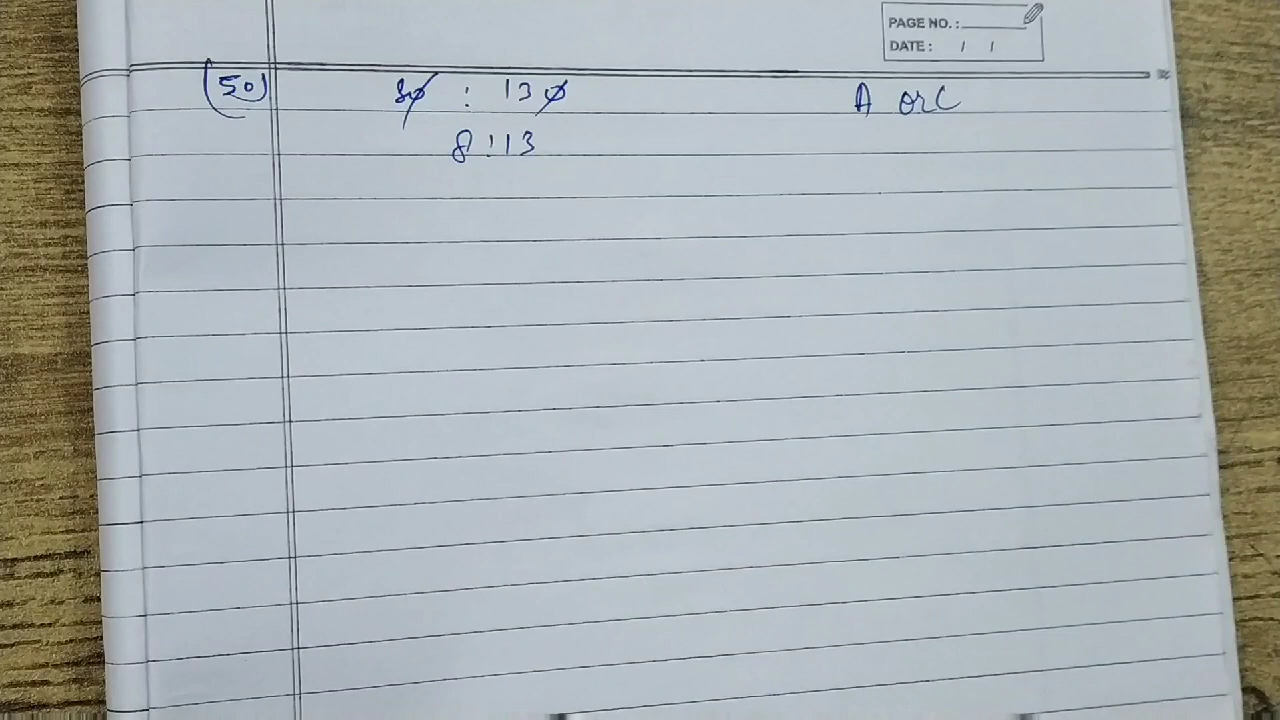 PAGE NO. :
DATE : / /
(50) 80 : 130 A or C
8 : 13